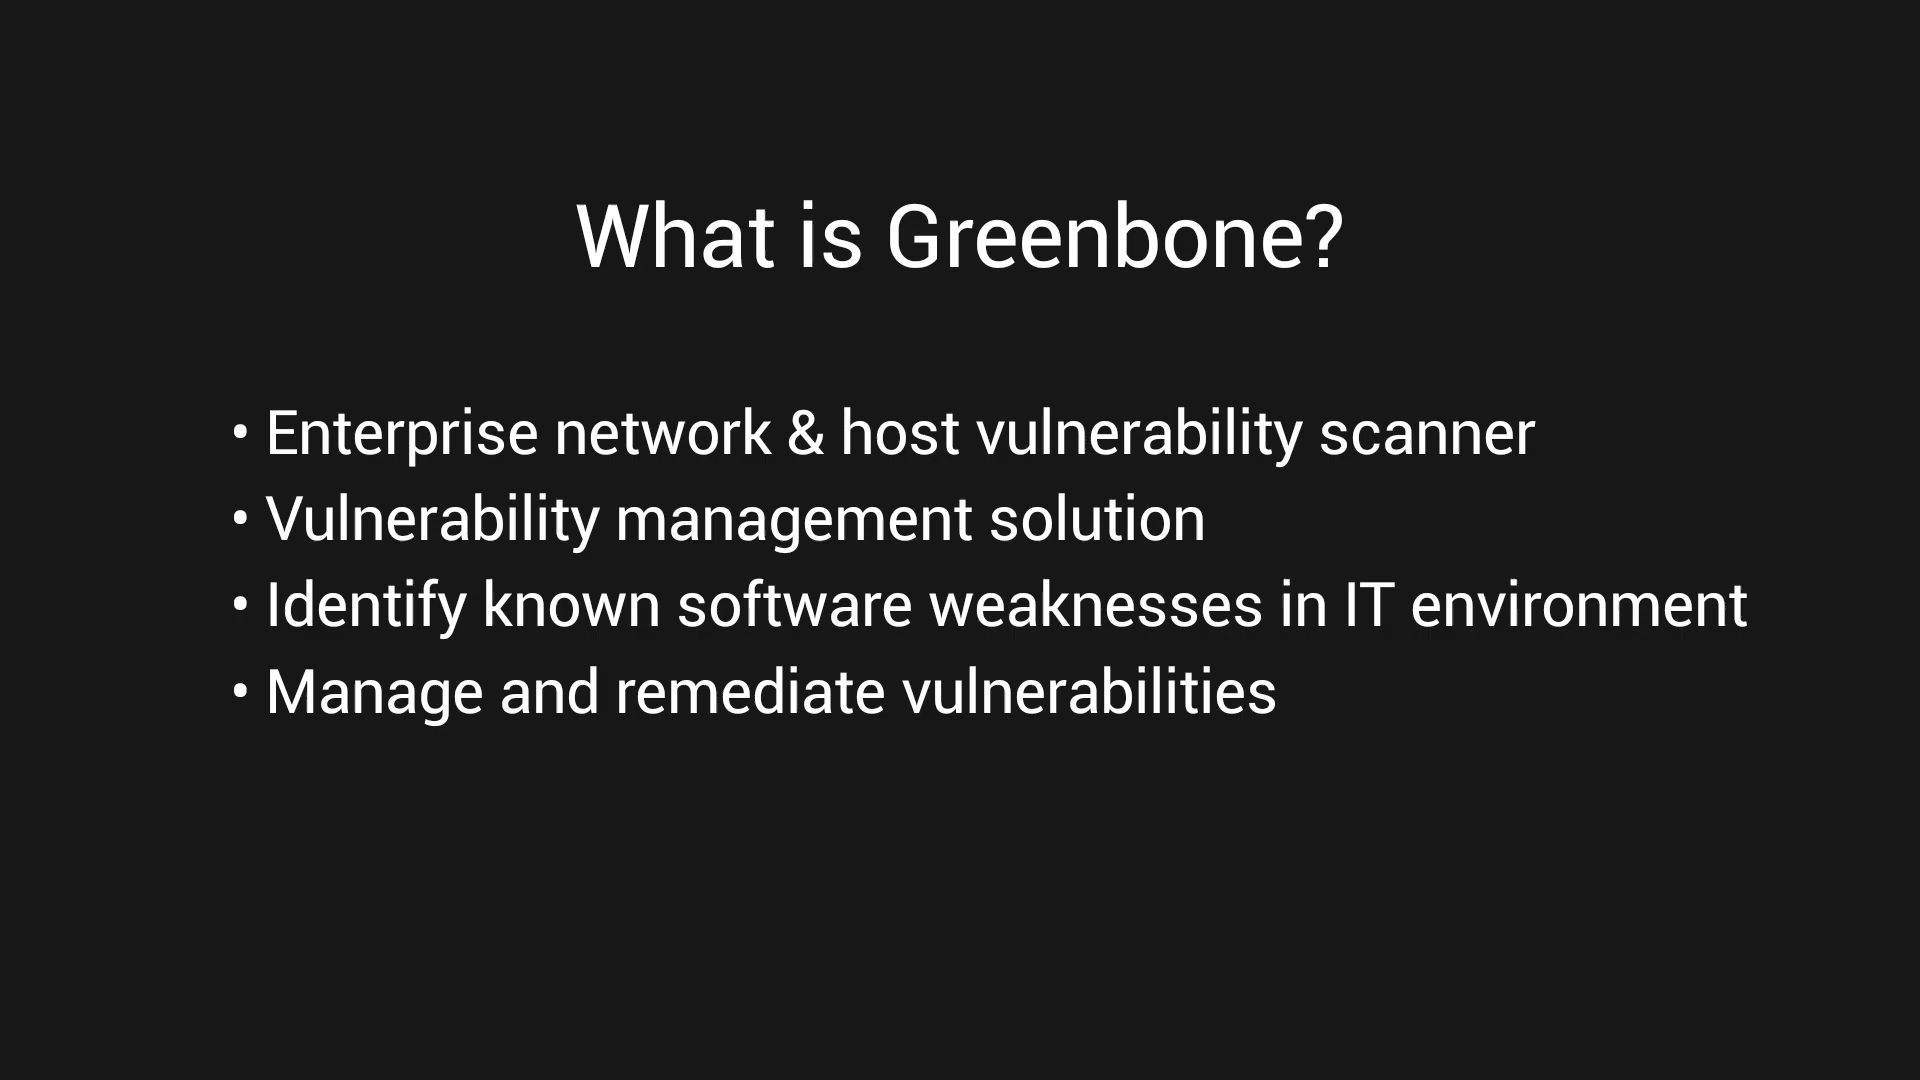 What is Greenbone?
• Enterprise network & host vulnerability scanner
• Vulnerability management solution
• Identify known software weaknesses in IT environment
• Manage and remediate vulnerabilities